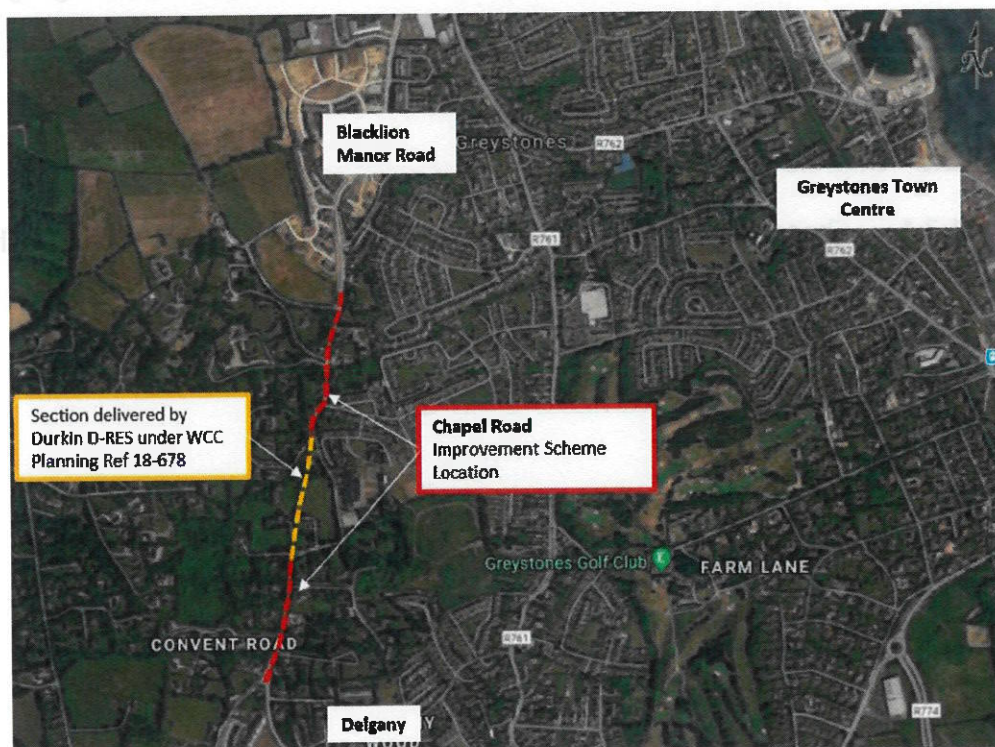 N
Blacklion
Manor Road
Greystones
R762
Greystones Town
Centre
R761
R762
Section delivered by
Durkin D-RES under WCC
Planning Ref 18-678
Chapel Road
Improvement Scheme
Location
Greystones Golf Club
FARM LANE
CONVENT ROAD
R761
Delgany
R774